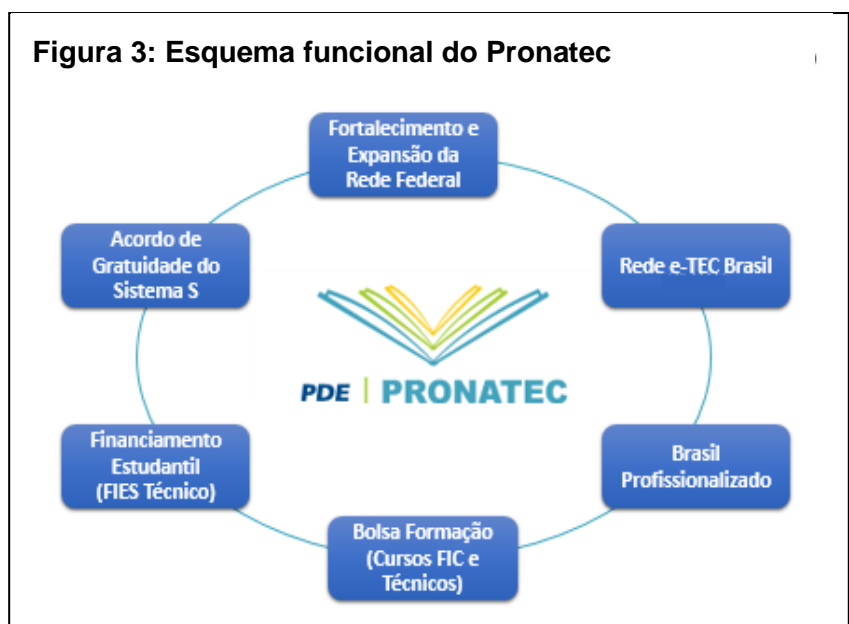 Figura 3: Esquema funcional do Pronatec
Fortalecimento e
Expansão da
Rede Federal
Acordo de
Gratuidade do
Sistema S
Rede e-TEC Brasil
PDE | PRONATEC
Financiamento
Estudantil
(FIES Técnico)
Brasil
Profissionalizado
Bolsa Formação
(Cursos FIC e
Técnicos)